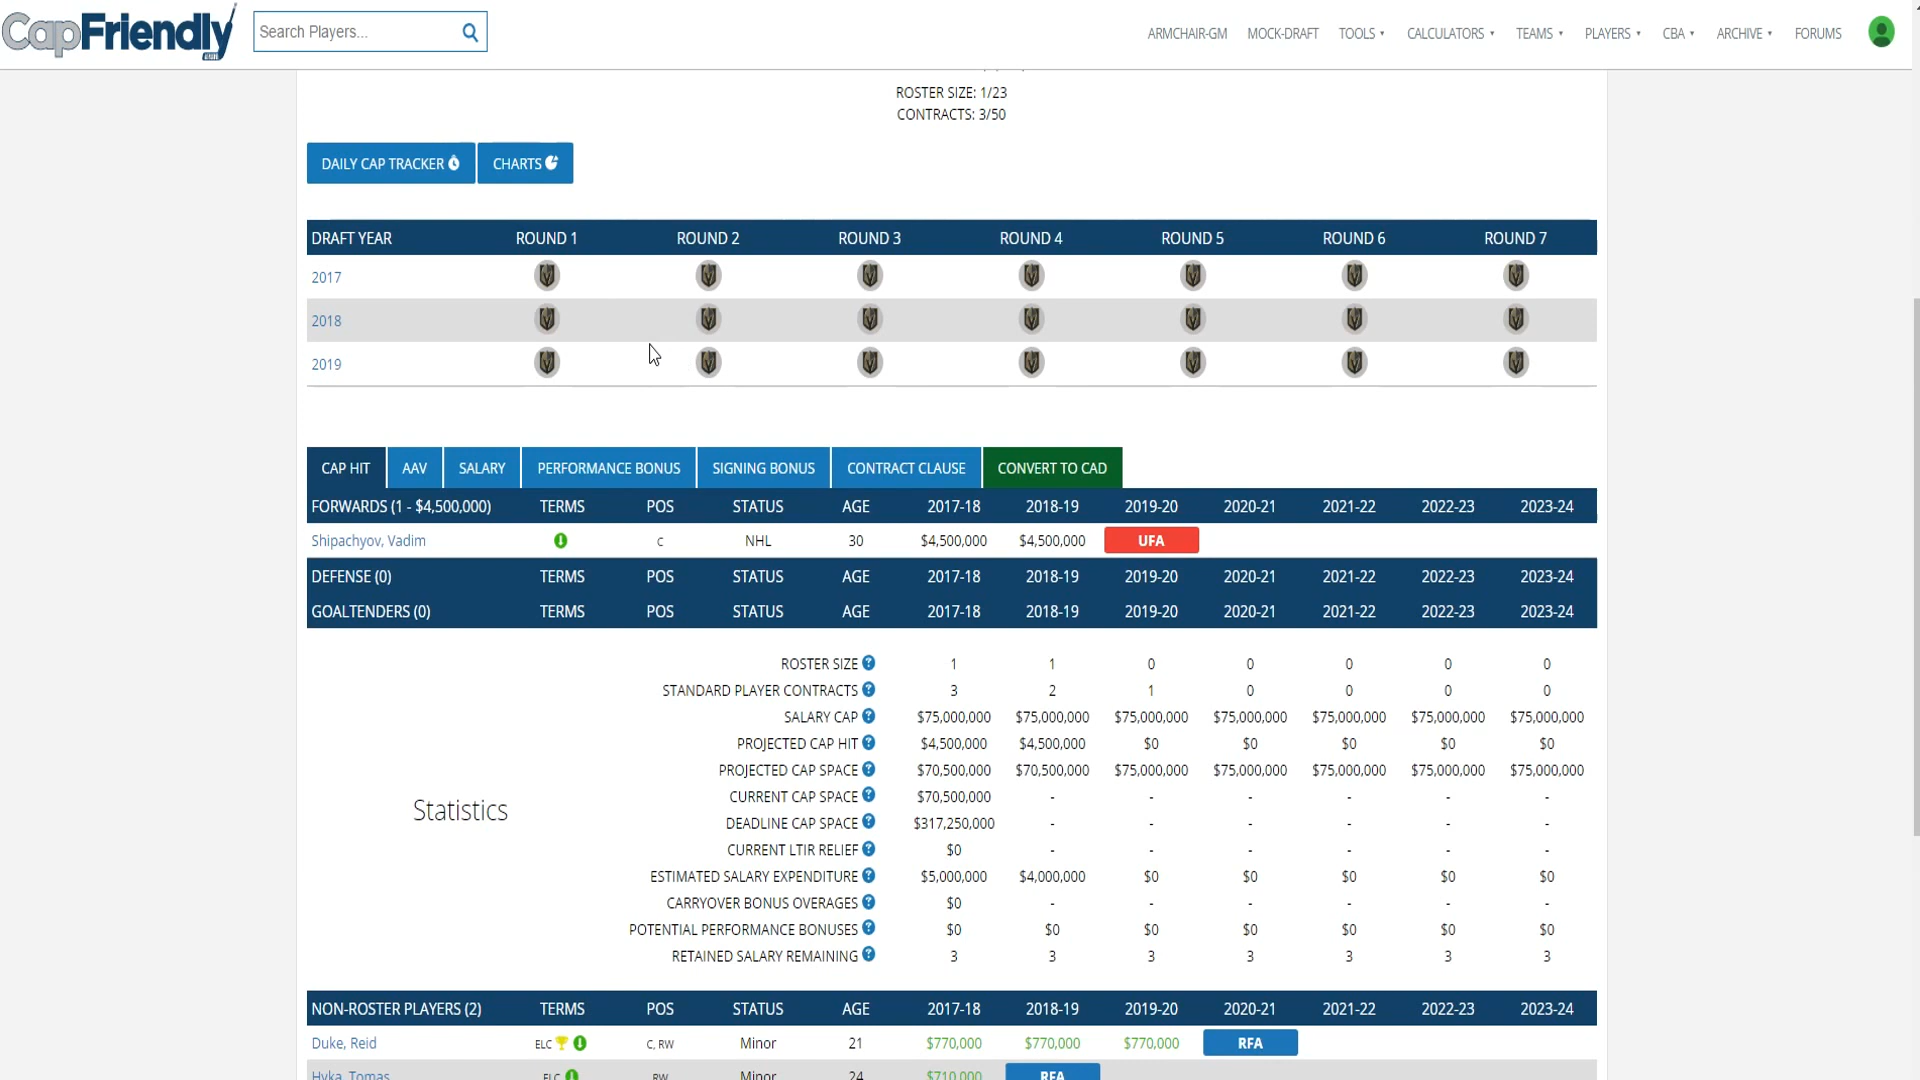 CapFriendly
Search Players...
ARMCHAIR-GM MOCK-DRAFT TOOLS CALCULATORS TEAMS PLAYERS CBA ARCHIVE FORUMS
ROSTER SIZE: 1/23
CONTRACTS: 3/50
DAILY CAP TRACKER CHARTS
DRAFT YEAR ROUND 1 ROUND 2 ROUND 3 ROUND 4 ROUND 5 ROUND 6 ROUND 7
2017
2018
2019
CAP HIT AAV SALARY PERFORMANCE BONUS SIGNING BONUS CONTRACT CLAUSE CONVERT TO CAD
FORWARDS (1 - $4,500,000) TERMS POS STATUS AGE 2017-18 2018-19 2019-20 2020-21 2021-22 2022-23 2023-24
Shipachyov, Vadim C NHL 30 $4,500,000 $4,500,000 UFA
DEFENSE (0) TERMS POS STATUS AGE 2017-18 2018-19 2019-20 2020-21 2021-22 2022-23 2023-24
GOALTENDERS (0) TERMS POS STATUS AGE 2017-18 2018-19 2019-20 2020-21 2021-22 2022-23 2023-24
ROSTER SIZE ? 1 1 0 0 0 0 0
STANDARD PLAYER CONTRACTS ? 3 2 1 0 0 0 0
SALARY CAP ? $75,000,000 $75,000,000 $75,000,000 $75,000,000 $75,000,000 $75,000,000 $75,000,000
PROJECTED CAP HIT ? $4,500,000 $4,500,000 $0 $0 $0 $0 $0
PROJECTED CAP SPACE ? $70,500,000 $70,500,000 $75,000,000 $75,000,000 $75,000,000 $75,000,000 $75,000,000
CURRENT CAP SPACE ? $70,500,000 - - - - - -
Statistics
DEADLINE CAP SPACE ? $317,250,000 - - - - - -
CURRENT LTIR RELIEF ? $0 - - - - - -
ESTIMATED SALARY EXPENDITURE ? $5,000,000 $4,000,000 $0 $0 $0 $0 $0
CARRYOVER BONUS OVERAGES ? $0 - - - - - -
POTENTIAL PERFORMANCE BONUSES ? $0 $0 $0 $0 $0 $0 $0
RETAINED SALARY REMAINING ? 3 3 3 3 3 3 3
NON-ROSTER PLAYERS (2) TERMS POS STATUS AGE 2017-18 2018-19 2019-20 2020-21 2021-22 2022-23 2023-24
Duke, Reid ELC C, RW Minor 21 $770,000 $770,000 $770,000 RFA
Hyka, Tomas ELC RW Minor 24 $710,000 RFA